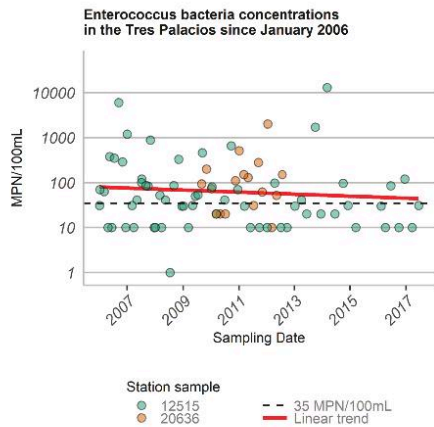 Enterococcus bacteria concentrations
in the Tres Palacios since January 2006
MPN/100mL
10000
1000
100
10
1
2007
2009
2011
2013
2015
2017
Sampling Date
Station sample
12515
20636
35 MPN/100mL
Linear trend